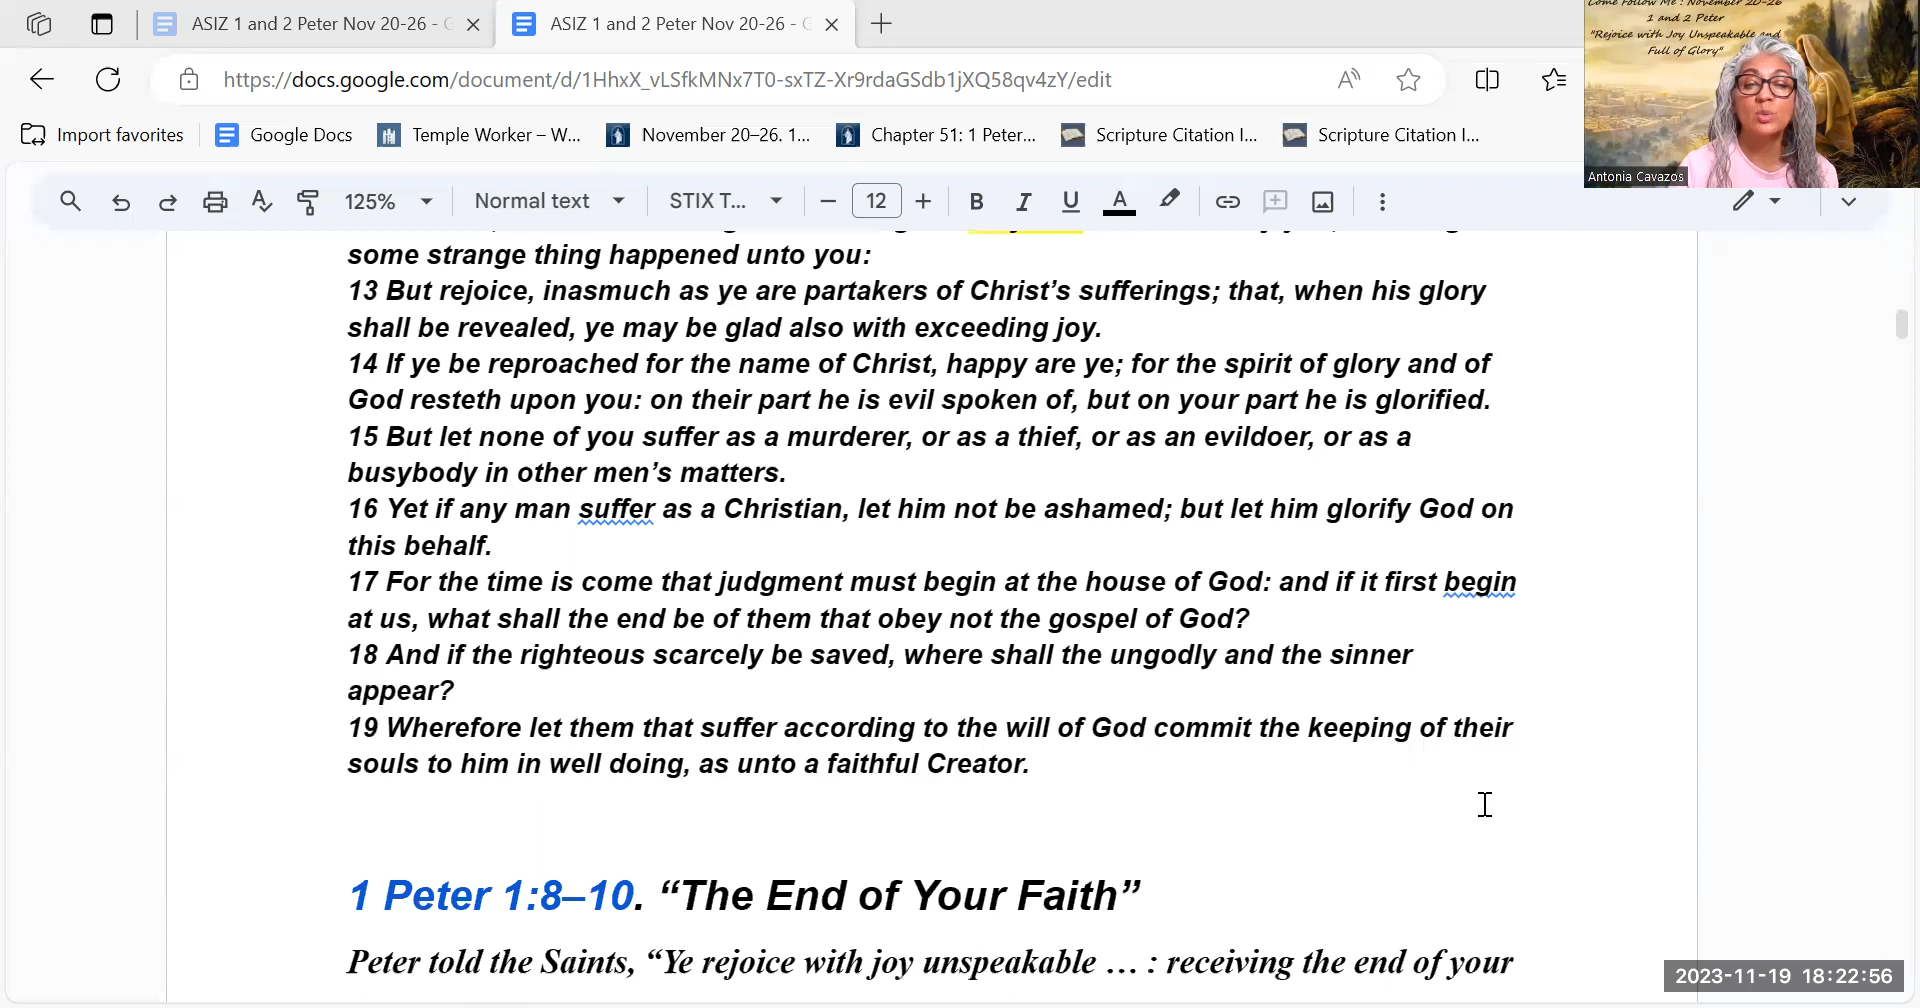 ASIZ 1 and 2 Peter Nov 20-26 - G
ASIZ 1 and 2 Peter Nov 20-26 - G
https://docs.google.com/document/d/1HhxX_vLSfkMNx7T0-sxTZ-Xr9rdaGSdb1jXQ58qv4zY/edit
Import favorites
Google Docs
Temple Worker – W...
November 20–26. 1...
Chapter 51: 1 Peter...
Scripture Citation I...
Scripture Citation I...
Come Follow Me : November 20-26
1 and 2 Peter
"Rejoice with Joy Unspeakable and
Full of Glory"
Antonia Cavazos
125%
Normal text
STIX T...
12
B I U A
some strange thing happened unto you:
13 But rejoice, inasmuch as ye are partakers of Christ’s sufferings; that, when his glory
shall be revealed, ye may be glad also with exceeding joy.
14 If ye be reproached for the name of Christ, happy are ye; for the spirit of glory and of
God resteth upon you: on their part he is evil spoken of, but on your part he is glorified.
15 But let none of you suffer as a murderer, or as a thief, or as an evildoer, or as a
busybody in other men’s matters.
16 Yet if any man suffer as a Christian, let him not be ashamed; but let him glorify God on
this behalf.
17 For the time is come that judgment must begin at the house of God: and if it first begin
at us, what shall the end be of them that obey not the gospel of God?
18 And if the righteous scarcely be saved, where shall the ungodly and the sinner
appear?
19 Wherefore let them that suffer according to the will of God commit the keeping of their
souls to him in well doing, as unto a faithful Creator.
1 Peter 1:8–10. “The End of Your Faith”
Peter told the Saints, “Ye rejoice with joy unspeakable … : receiving the end of your
2023-11-19 18:22:56